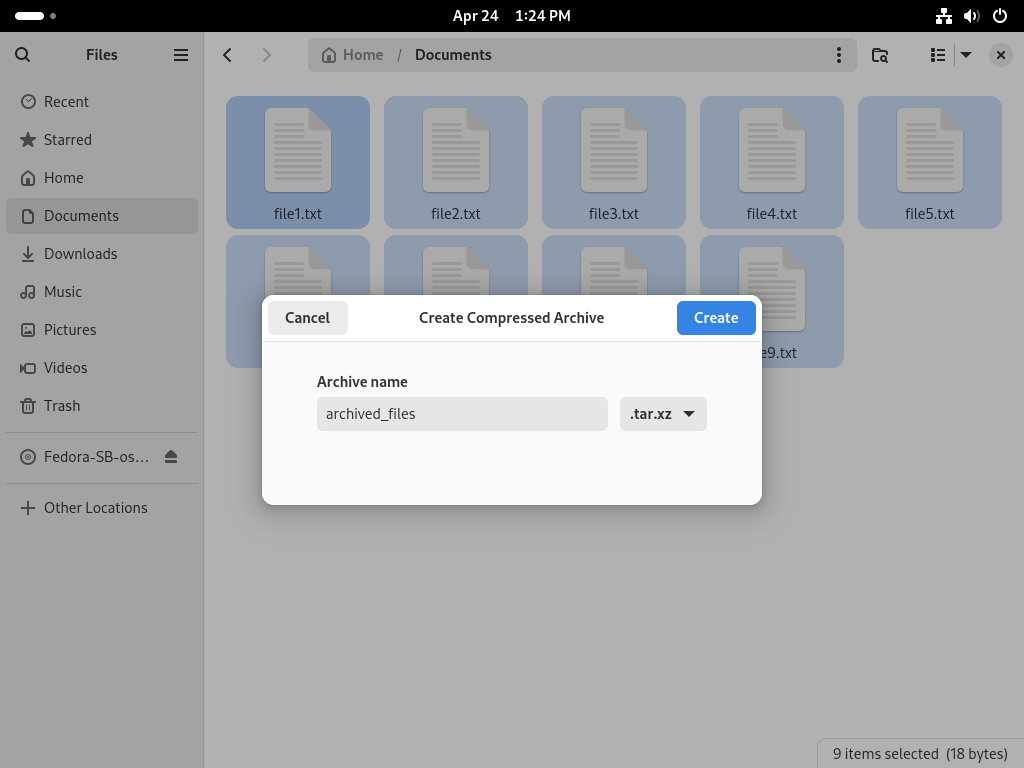 Apr 24 1:24 PM
Files
Home / Documents
Recent
Starred
Home
Documents
Downloads
Music
Pictures
Videos
Trash
Fedora-SB-os...
Other Locations
file1.txt file2.txt file3.txt file4.txt file5.txt
e9.txt
Cancel Create Compressed Archive Create
Archive name
archived_files .tar.xz
9 items selected (18 bytes)